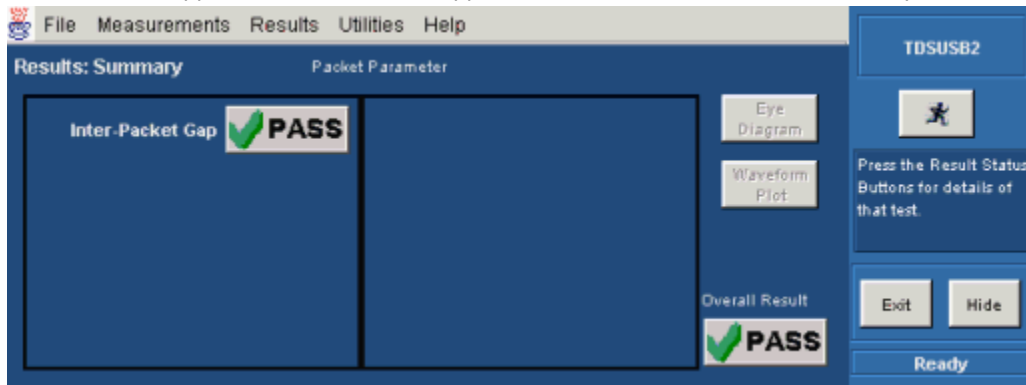 File Measurements Results Utilities Help
TDSUSB2
Results: Summary Packet Parameter
Inter-Packet Gap PASS
Eye
Diagram
Waveform
Plot
Press the Result Status
Buttons for details of
that test.
Overall Result
PASS
Exit Hide
Ready